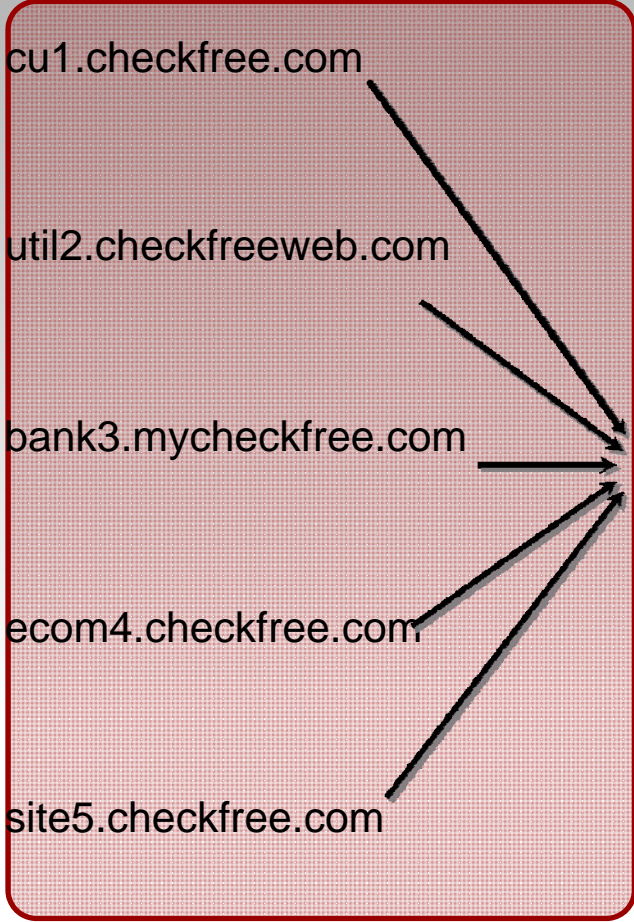 cu1.checkfree.com
util2.checkfreeweb.com
bank3.mycheckfree.com
ecom4.checkfree.com
site5.checkfree.com